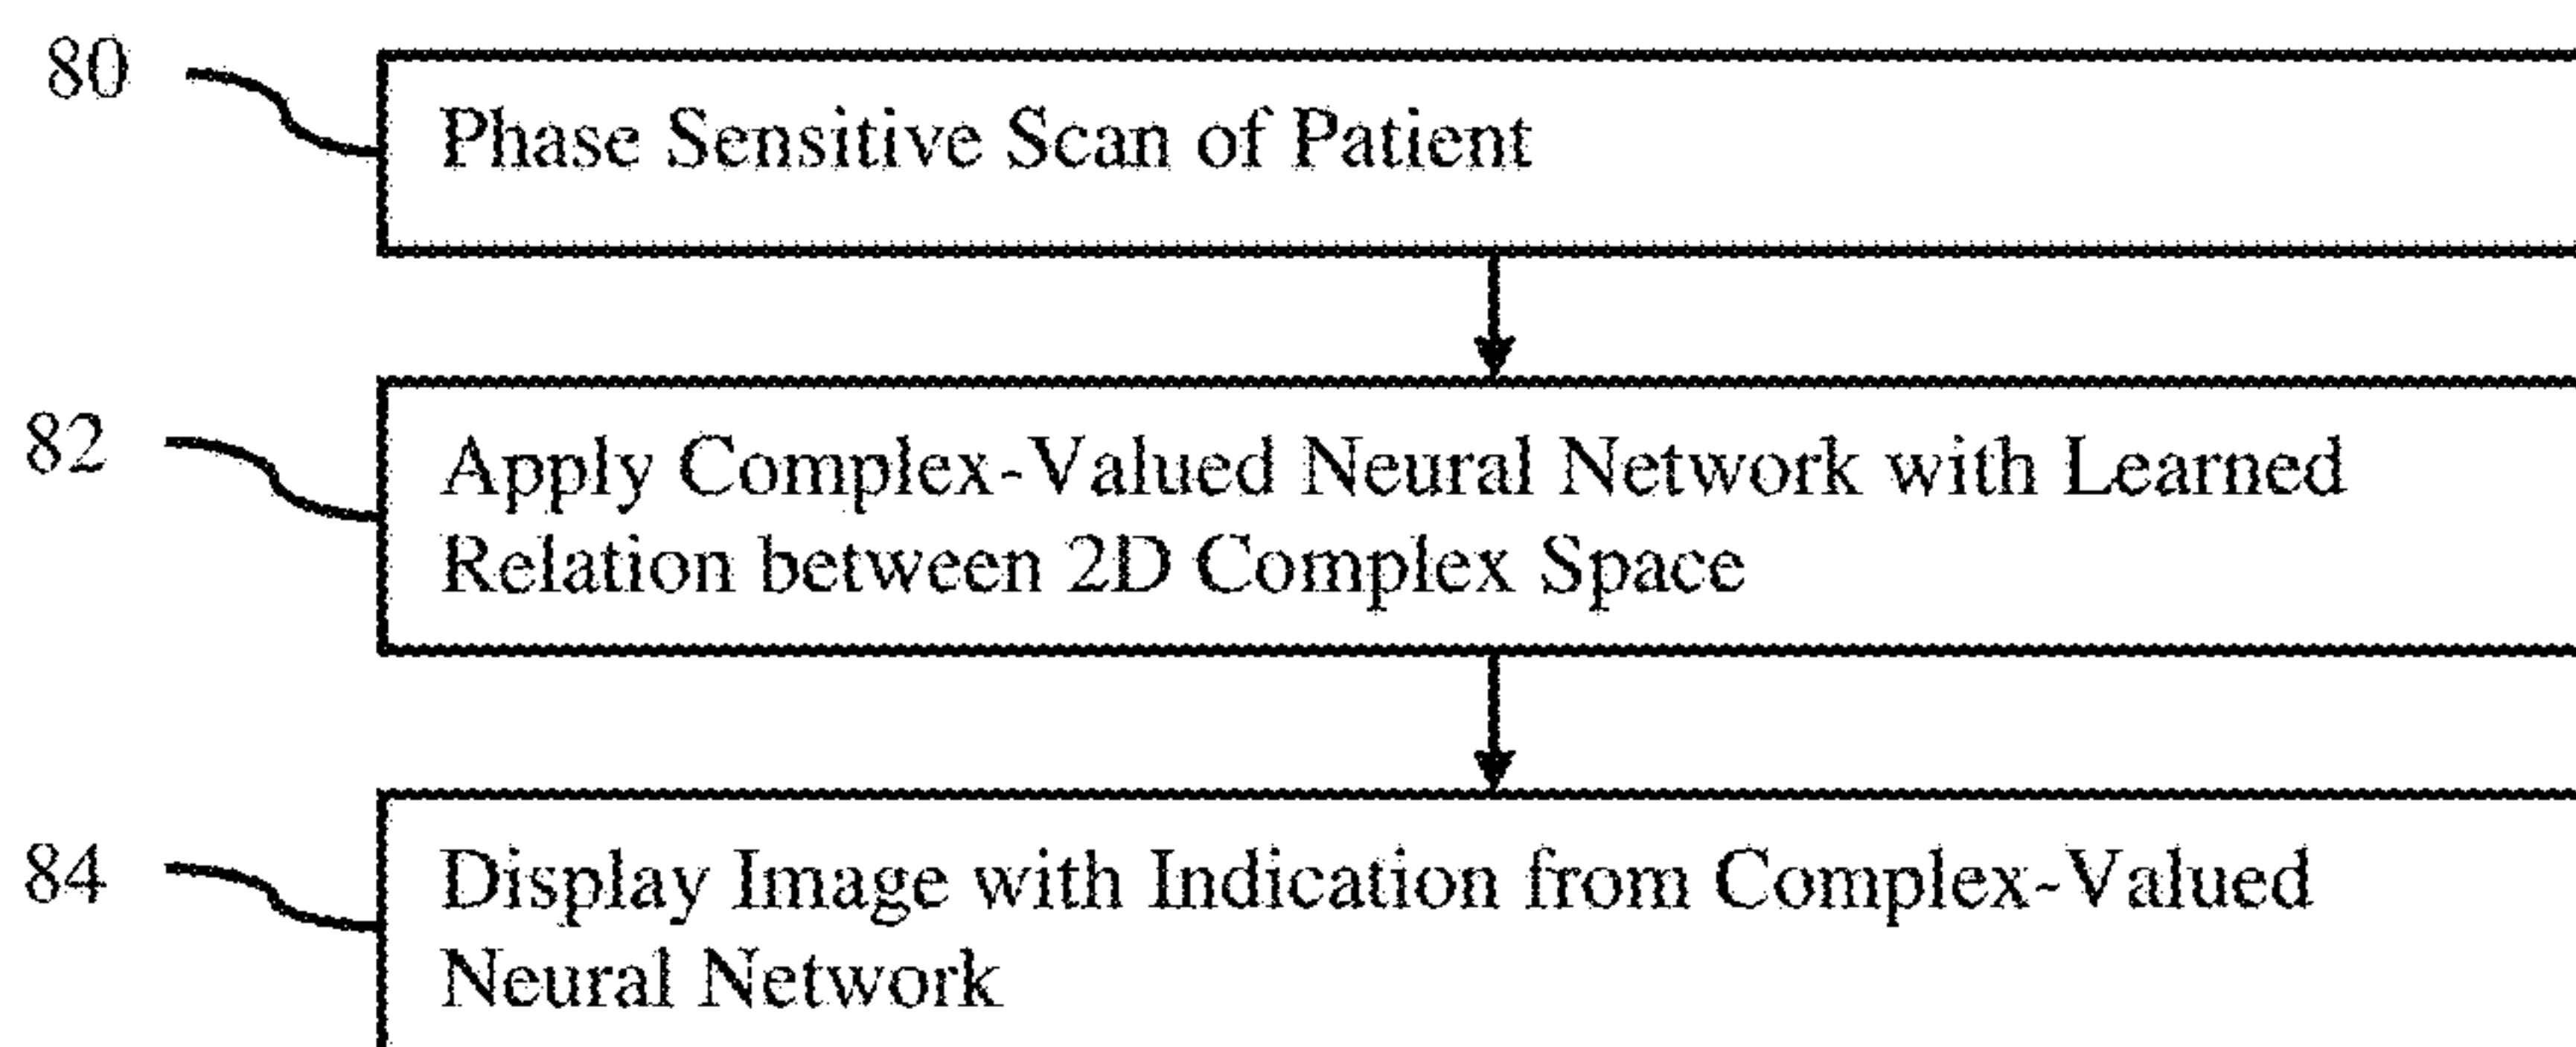 80
Phase Sensitive Scan of Patient
82
Apply Complex-Valued Neural Network with Learned
Relation between 2D Complex Space
84
Display Image with Indication from Complex-Valued
Neural Network